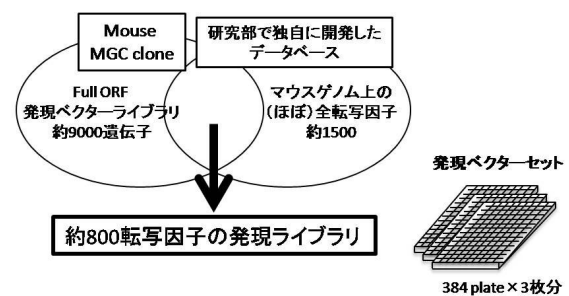 Mouse
MGC clone
研究部で独自に開発した
データベース
Full ORF
発現ベクターライブラリ
約9000遺伝子
マウスゲノム上の
（ほぼ）全転写因子
約1500
約800転写因子の発現ライブラリ
発現ベクターセット
384 plate×3枚分